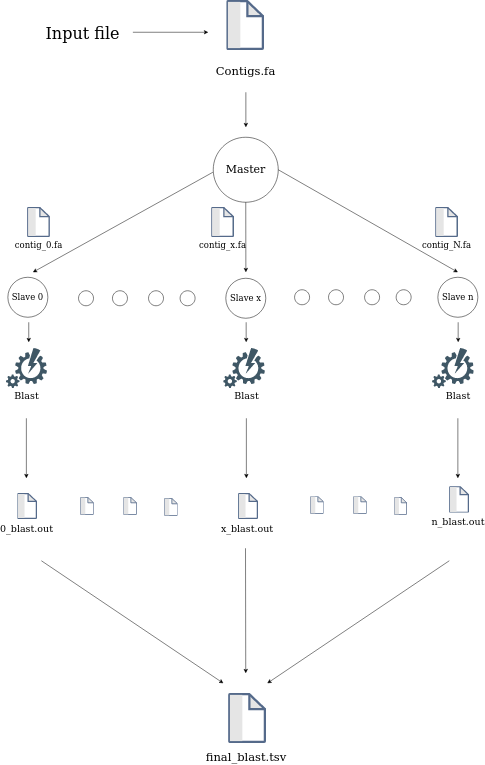 Input file
Contigs.fa
Master
contig_0.fa
contig_x.fa
contig_N.fa
Slave 0
Slave x
Slave n
Blast
Blast
Blast
0_blast.out
x_blast.out
n_blast.out
final_blast.tsv